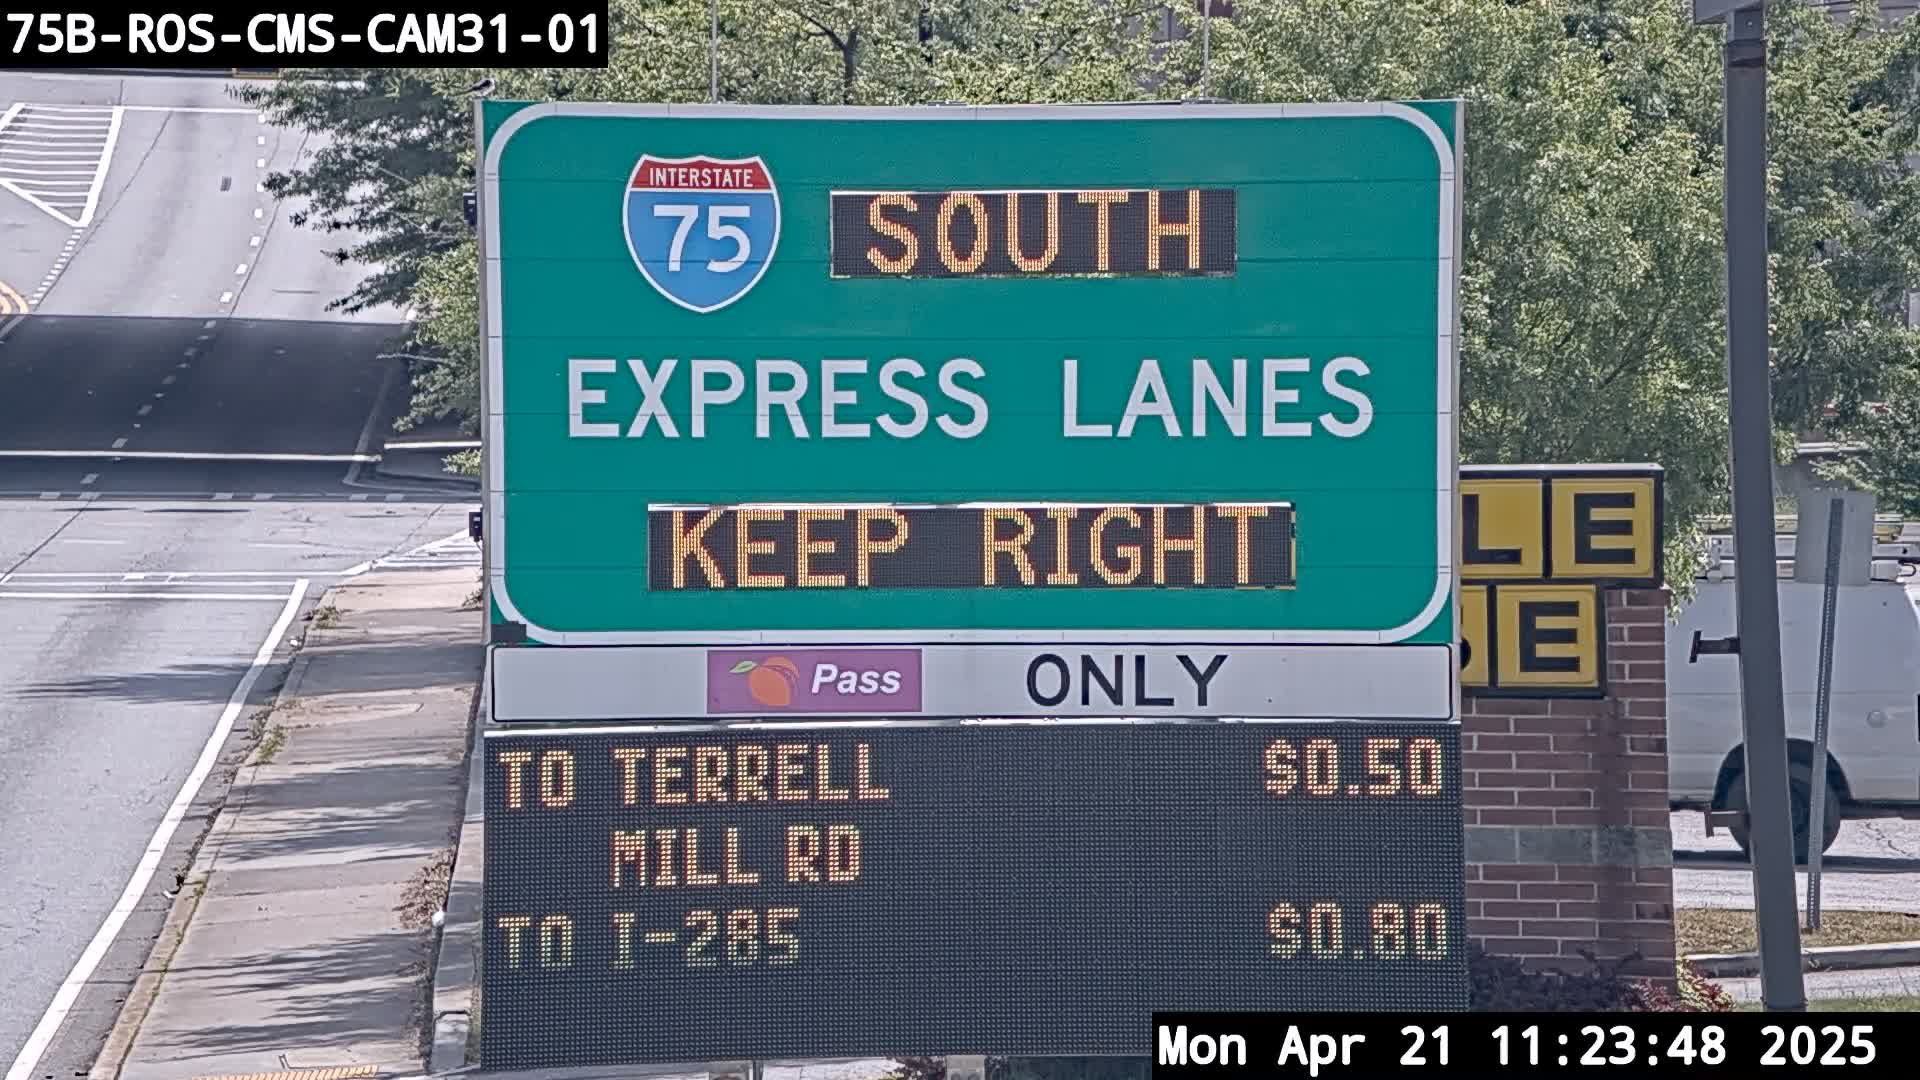 75B-ROS-CMS-CAM31-01
INTERSTATE
75
SOUTH
EXPRESS LANES
KEEP RIGHT
Pass ONLY
TO TERRELL $0.50
MILL RD
TO I-285 $0.80
LE
E
Mon Apr 21 11:23:48 2025